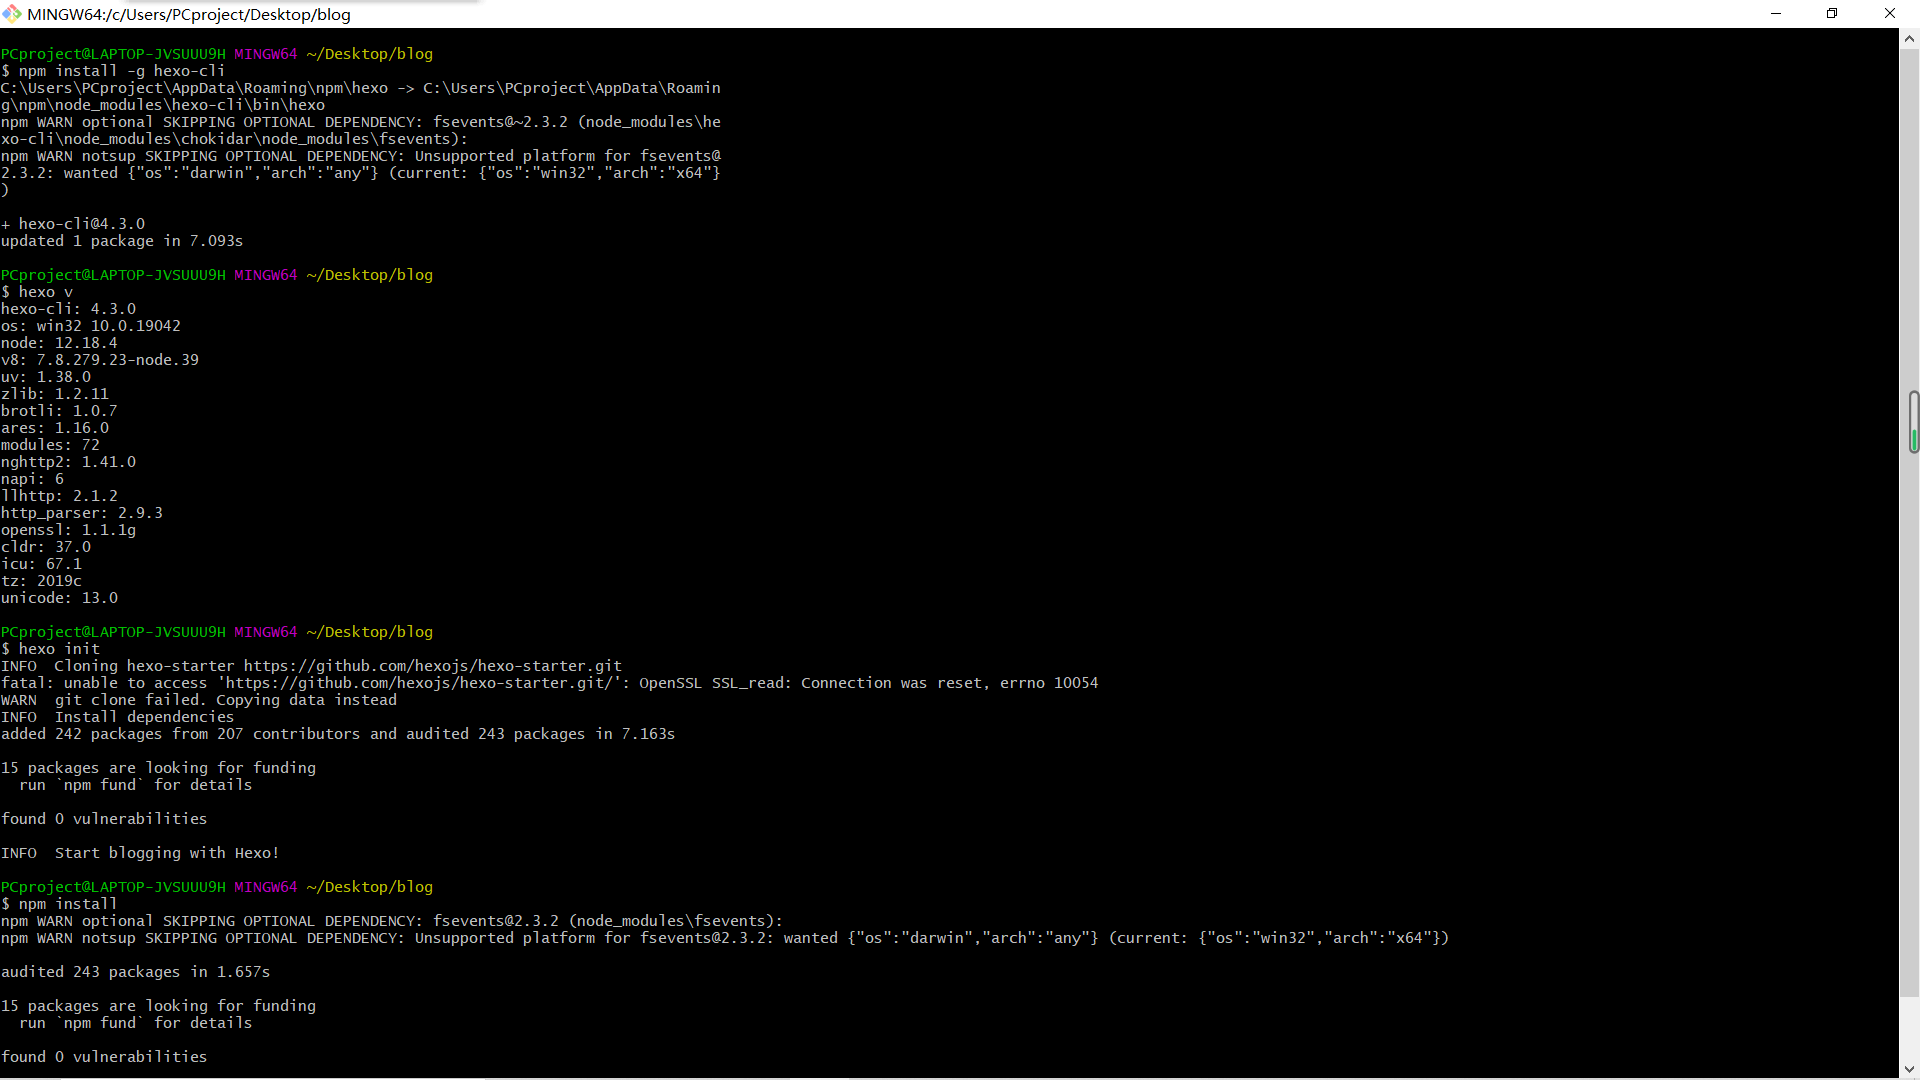 MINGW64:/c/Users/PCproject/Desktop/blog
PCproject@LAPTOP-JVSUUU9H MINGW64 ~/Desktop/blog
$ npm install -g hexo-cli
C:\Users\PCproject\AppData\Roaming\npm\hexo -> C:\Users\PCproject\AppData\Roamin
g\npm\node_modules\hexo-cli\bin\hexo
npm WARN optional SKIPPING OPTIONAL DEPENDENCY: fsevents@~2.3.2 (node_modules\he
xo-cli\node_modules\chokidar\node_modules\fsevents):
npm WARN notsup SKIPPING OPTIONAL DEPENDENCY: Unsupported platform for fsevents@
2.3.2: wanted {"os":"darwin","arch":"any"} (current: {"os":"win32","arch":"x64"}
)
+ hexo-cli@4.3.0
updated 1 package in 7.093s
PCproject@LAPTOP-JVSUUU9H MINGW64 ~/Desktop/blog
$ hexo v
hexo-cli: 4.3.0
os: win32 10.0.19042
node: 12.18.4
v8: 7.8.279.23-node.39
uv: 1.38.0
zlib: 1.2.11
brotli: 1.0.7
ares: 1.16.0
modules: 72
nghttp2: 1.41.0
napi: 6
llhttp: 2.1.2
http_parser: 2.9.3
openssl: 1.1.1g
cldr: 37.0
icu: 67.1
tz: 2019c
unicode: 13.0
PCproject@LAPTOP-JVSUUU9H MINGW64 ~/Desktop/blog
$ hexo init
INFO  Cloning hexo-starter https://github.com/hexojs/hexo-starter.git
fatal: unable to access 'https://github.com/hexojs/hexo-starter.git/': OpenSSL SSL_read: Connection was reset, errno 10054
WARN  git clone failed. Copying data instead
INFO  Install dependencies
added 242 packages from 207 contributors and audited 243 packages in 7.163s
15 packages are looking for funding
  run `npm fund` for details
found 0 vulnerabilities
INFO  Start blogging with Hexo!
PCproject@LAPTOP-JVSUUU9H MINGW64 ~/Desktop/blog
$ npm install
npm WARN optional SKIPPING OPTIONAL DEPENDENCY: fsevents@2.3.2 (node_modules\fsevents):
npm WARN notsup SKIPPING OPTIONAL DEPENDENCY: Unsupported platform for fsevents@2.3.2: wanted {"os":"darwin","arch":"any"} (current: {"os":"win32","arch":"x64"})
audited 243 packages in 1.657s
15 packages are looking for funding
  run `npm fund` for details
found 0 vulnerabilities